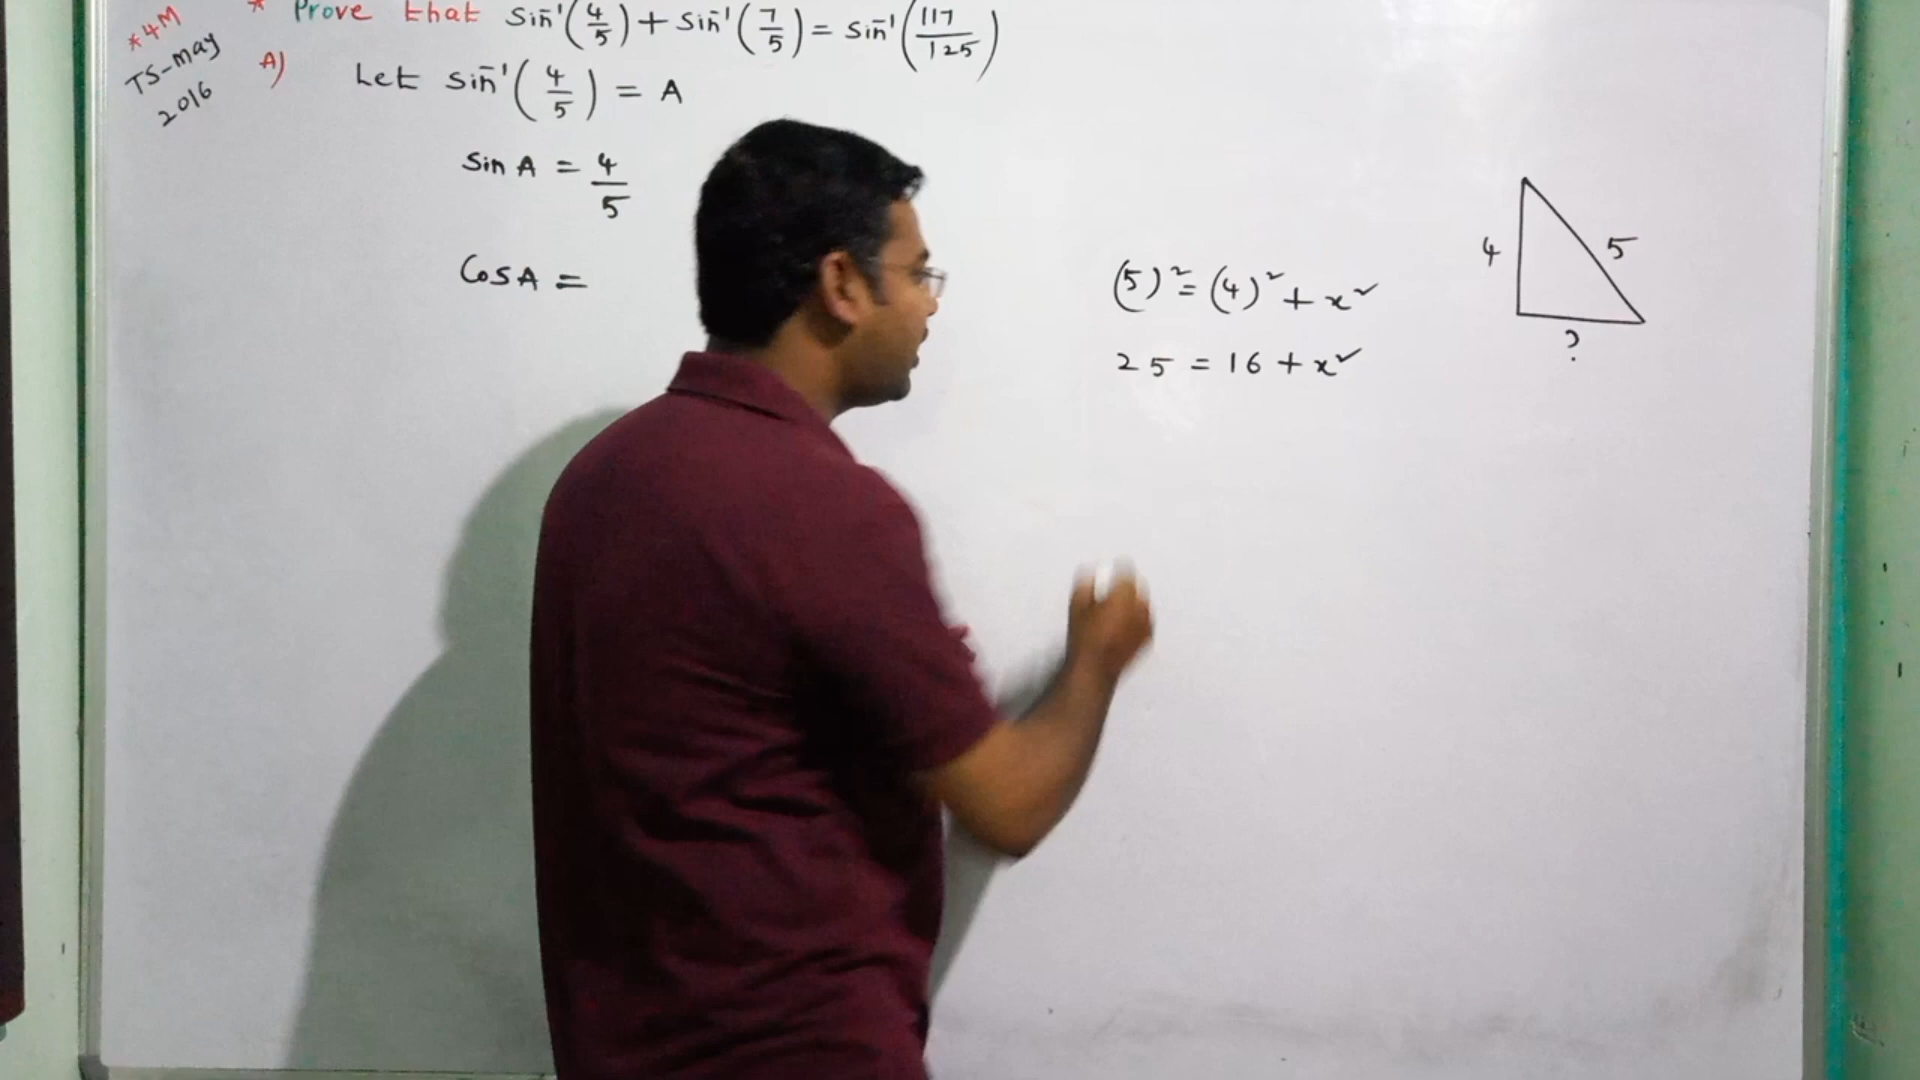 *4M
TS-may
2016
* Prove that sin⁻¹(4/5) + sin⁻¹(7/5) = sin⁻¹(117/125)
A) Let sin⁻¹(4/5) = A
sin A = 4/5
Cos A =
(5)² = (4)² + x²
25 = 16 + x²
4
5
?